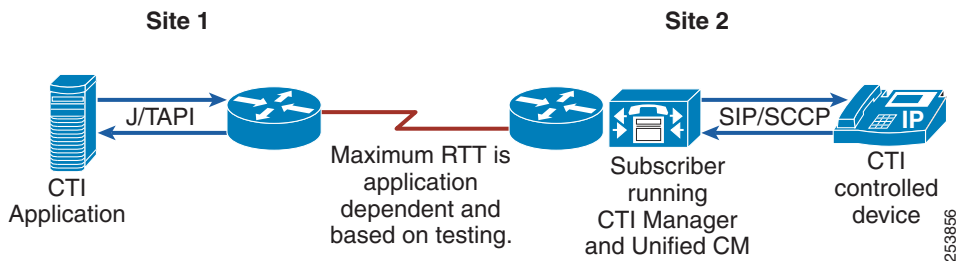 Site 1
Site 2
J/TAPI
SIP/SCCP
IP
CTI
Application
Maximum RTT is
application
dependent and
based on testing.
Subscriber
running
CTI Manager
and Unified CM
CTI
controlled
device
253856